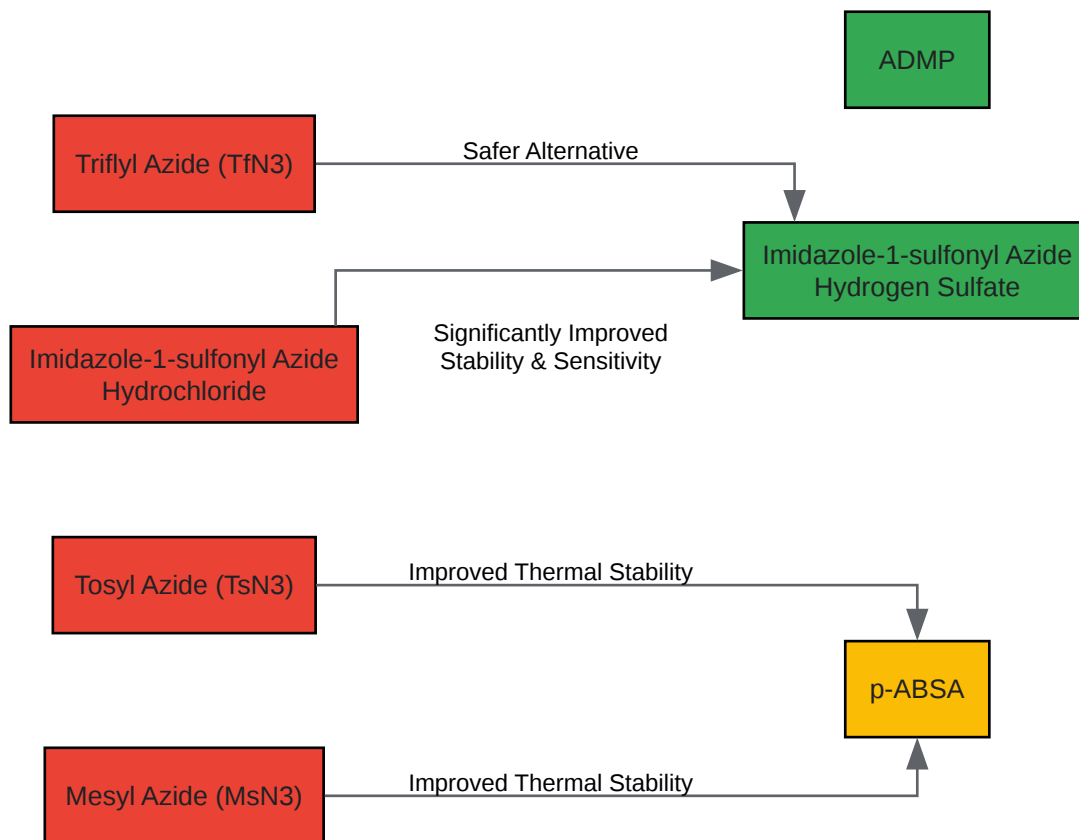 ADMP
Triflyl Azide (TfN3)
Safer Alternative
Imidazole-1-sulfonyl Azide
Hydrogen Sulfate
Imidazole-1-sulfonyl Azide
Hydrochloride
Significantly Improved
Stability & Sensitivity
Tosyl Azide (TsN3)
Improved Thermal Stability
p-ABSA
Mesyl Azide (MsN3)
Improved Thermal Stability